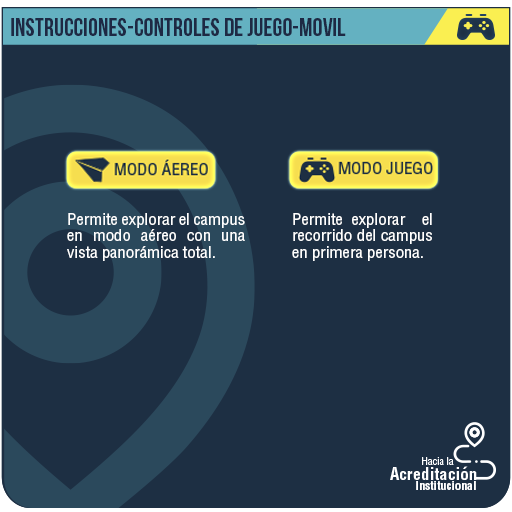 INSTRUCCIONES-CONTROLES DE JUEGO-MOVIL
MODO ÁEREO
Permite explorar el campus
en modo aéreo con una
vista panorámica total.
MODO JUEGO
Permite explorar el
recorrido del campus
en primera persona.
Hacia la
Acreditación
Institucional